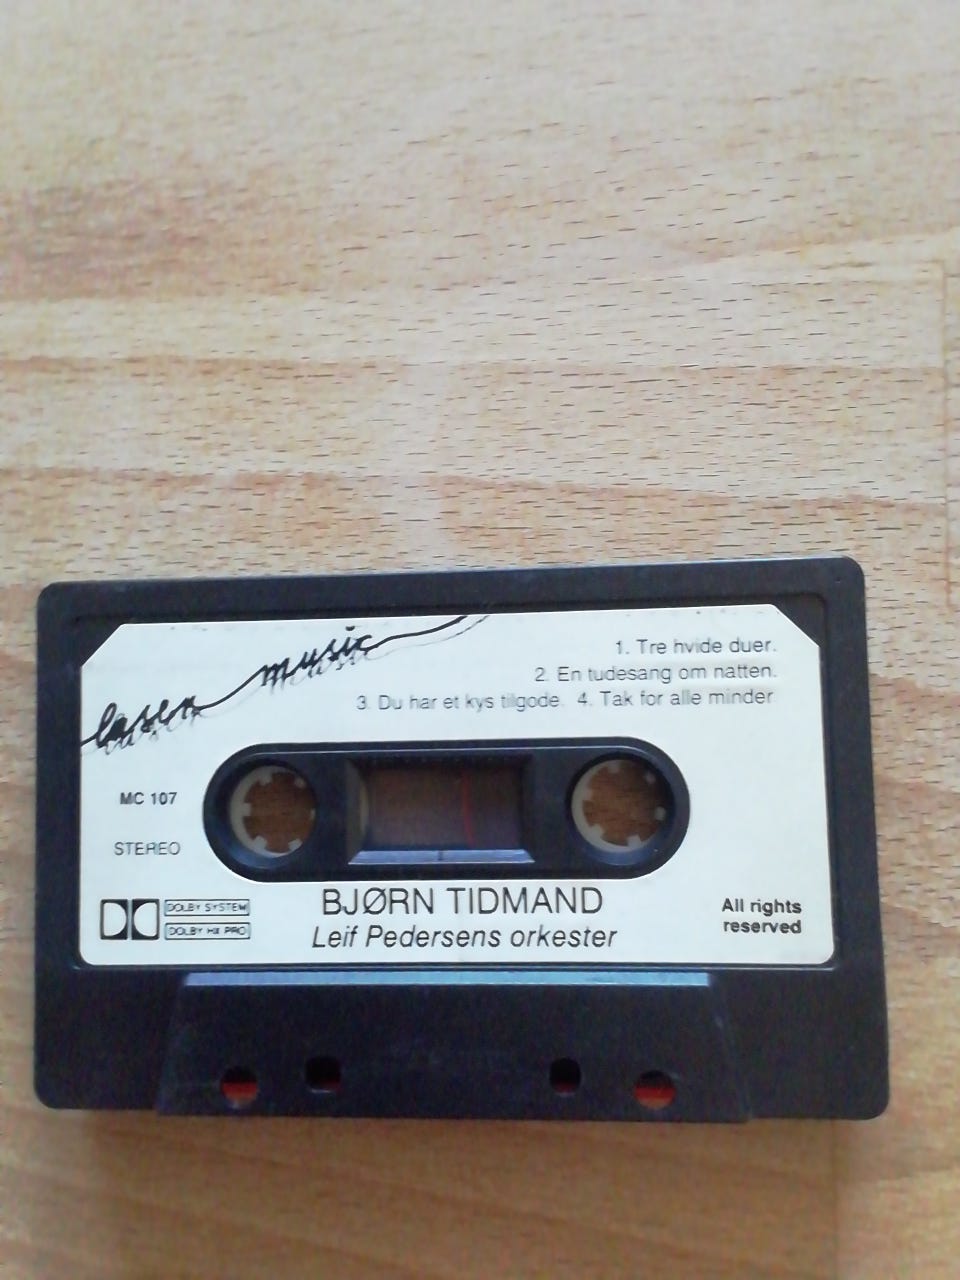 laser music
1. Tre hvide duer.
2. En tudesang om natten.
3. Du har et kys tilgode. 4. Tak for alle minder
MC 107
STEREO
DOLBY SYSTEM
DOLBY HX PRO
BJØRN TIDMAND
Leif Pedersens orkester
All rights
reserved